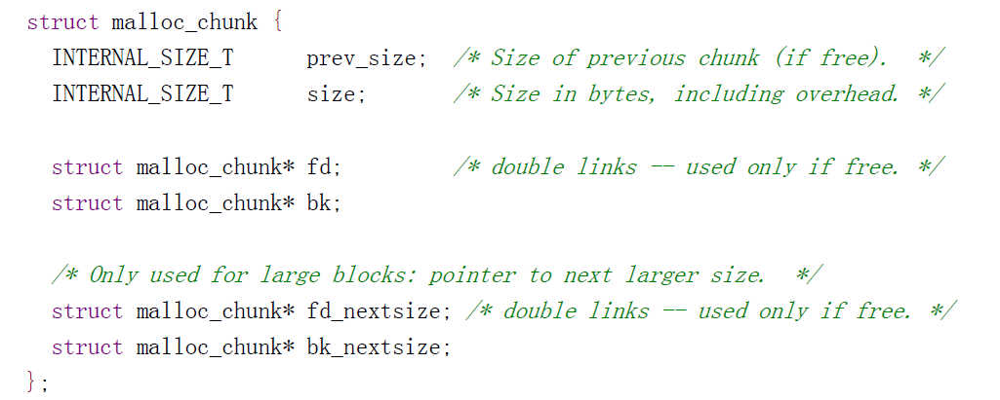 struct malloc_chunk {
INTERNAL_SIZE_T prev_size; /* Size of previous chunk (if free). */
INTERNAL_SIZE_T size; /* Size in bytes, including overhead. */
struct malloc_chunk* fd; /* double links -- used only if free. */
struct malloc_chunk* bk;
/* Only used for large blocks: pointer to next larger size. */
struct malloc_chunk* fd_nextsize; /* double links -- used only if free. */
struct malloc_chunk* bk_nextsize;
};